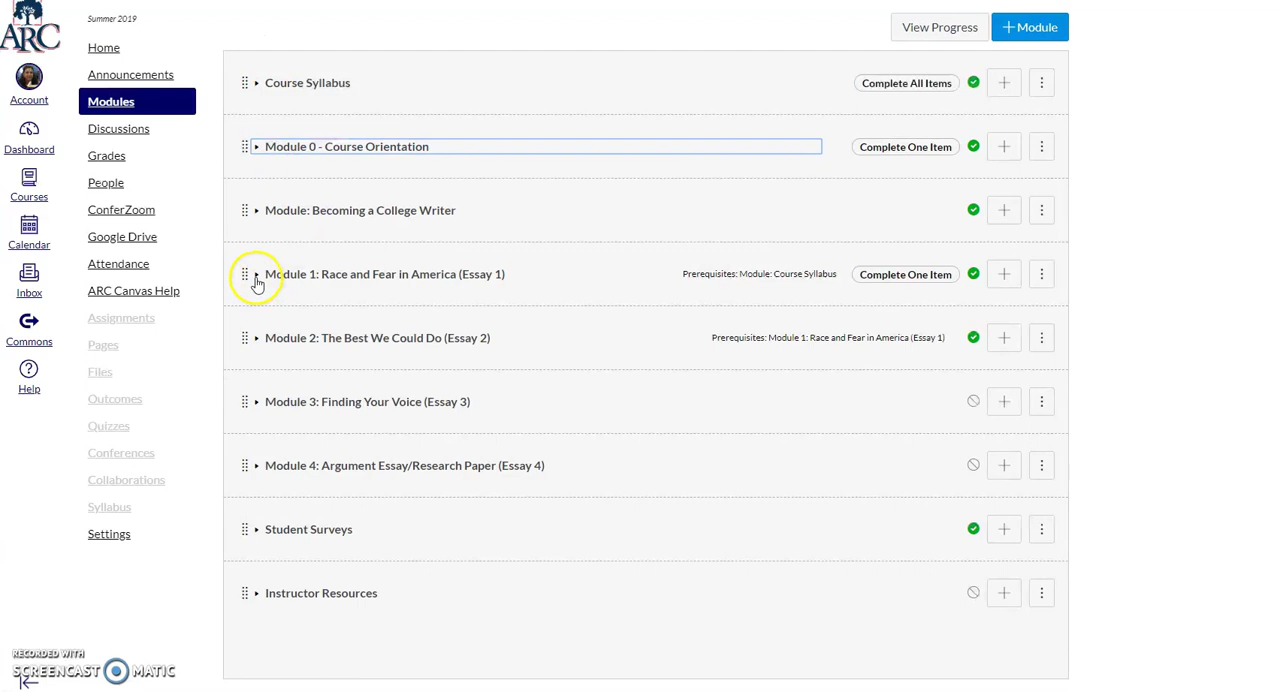 ARC
Account
Dashboard
Courses
Calendar
Inbox
Commons
Help
Summer 2019
Home
Announcements
Modules
Discussions
Grades
People
ConferZoom
Google Drive
Attendance
ARC Canvas Help
Assignments
Pages
Files
Outcomes
Quizzes
Conferences
Collaborations
Syllabus
Settings
View Progress
+ Module
Course Syllabus Complete All Items
Module 0 - Course Orientation Complete One Item
Module: Becoming a College Writer
Module 1: Race and Fear in America (Essay 1) Prerequisites: Module: Course Syllabus Complete One Item
Module 2: The Best We Could Do (Essay 2) Prerequisites: Module 1: Race and Fear in America (Essay 1)
Module 3: Finding Your Voice (Essay 3)
Module 4: Argument Essay/Research Paper (Essay 4)
Student Surveys
Instructor Resources
RECORDED WITH
SCREENCAST MATIC